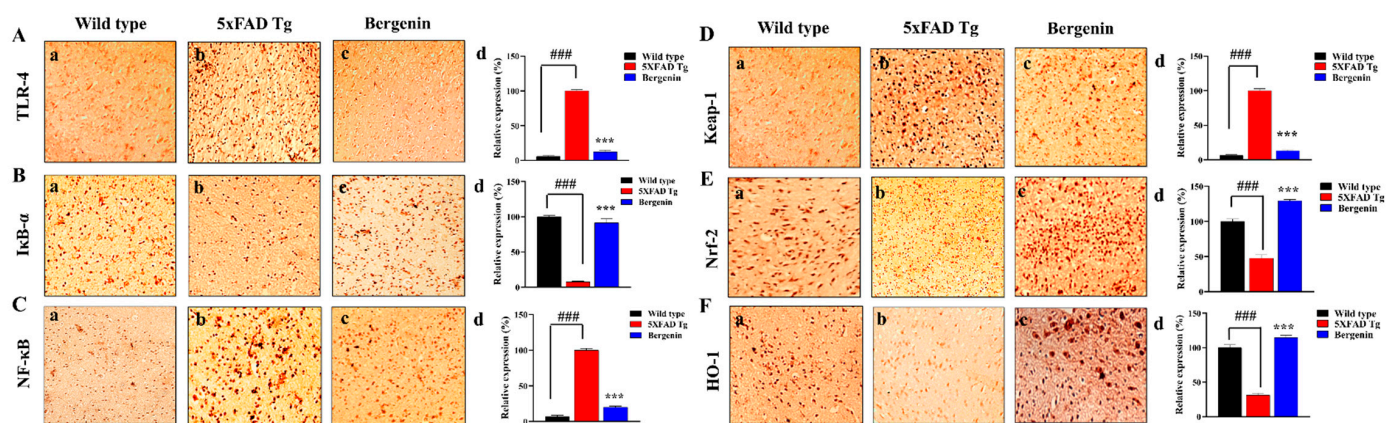 Wild type 5xFAD Tg Bergenin
A
TLR-4
a b c d
Relative expression (%)
150
100
50
0
###
***
Wild type
5XFAD Tg
Bergenin
B
IκB-α
a b c d
Relative expression (%)
150
100
50
0
###
***
Wild type
5XFAD Tg
Bergenin
C
NF-κB
a b c d
Relative expression (%)
150
100
50
0
###
***
Wild type
5XFAD Tg
Bergenin
Wild type 5xFAD Tg Bergenin
D
Keap-1
a b c d
Relative expression (%)
150
100
50
0
###
***
Wild type
5XFAD Tg
Bergenin
E
Nrf-2
a b c d
Relative expression (%)
150
100
50
0
###
***
Wild type
5XFAD Tg
Bergenin
F
HO-1
a b c d
Relative expression (%)
150
100
50
0
###
***
Wild type
5XFAD Tg
Bergenin